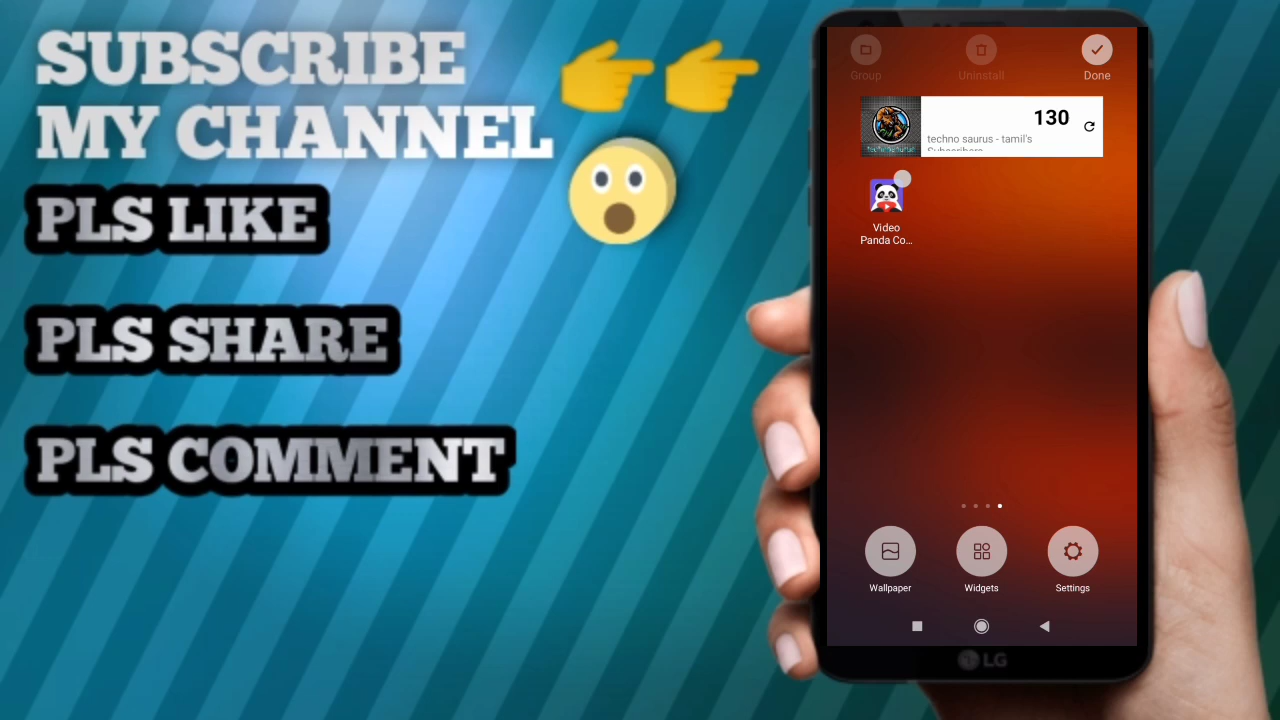 SUBSCRIBE
MY CHANNEL
PLS LIKE
PLS SHARE
PLS COMMENT
Group
Uninstall
Done
130
techno saurus - tamil's
Subscribers
Video
Panda Co...
Wallpaper
Widgets
Settings
LG